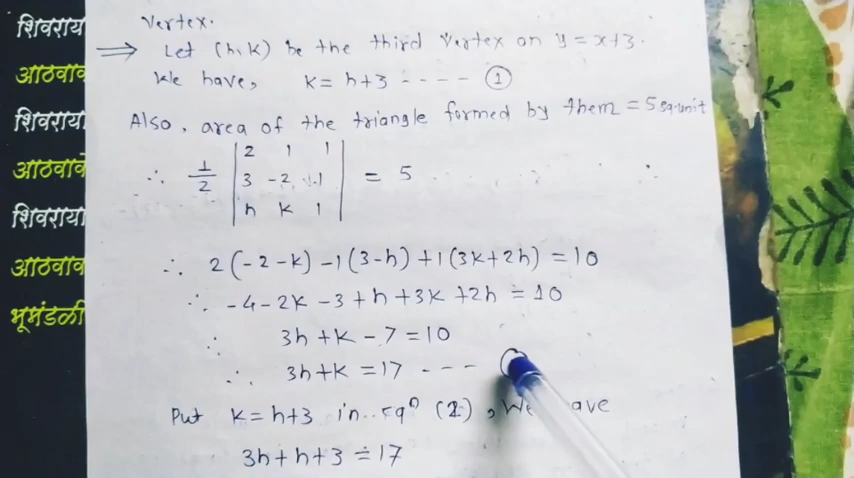 शिवराय
आठवाव
शिवराया
आठवावे
शिवराया
आठवाव
भूमंडळी
Vertex.
⇒ Let (h, k) be the third Vertex on y = x+3.
We have, k = h+3 ---- ①
Also, area of the triangle formed by them = 5 sq.unit
∴ 1/2 | 2 1 1 |
| 3 -2 1 | = 5
| h k 1 |
∴ 2(-2-k) -1(3-h) +1(3k+2h) = 10
∴ -4-2k -3+h+3k+2h = 10
∴ 3h+k-7 = 10
∴ 3h+k = 17 ---
Put k = h+3 in eqn (2), We have
3h+h+3 = 17